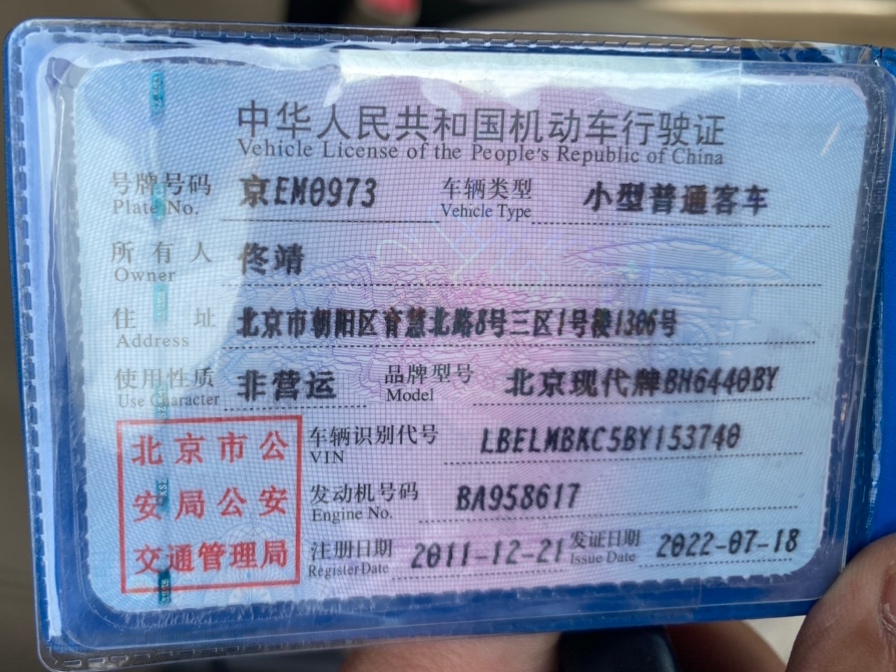 中华人民共和国机动车行驶证
Vehicle License of the People's Republic of China
号牌号码 京EM0973 车辆类型 小型普通客车
Plate No. Vehicle Type
所有人 佟靖
Owner
住址 北京市朝阳区育慧北路8号三区1号楼1306号
Address
使用性质 非营运 品牌型号 北京现代牌BH6440BY
Use Character Model
北京市公安局公安交通管理局
车辆识别代号 LBELMBKC5BY153740
VIN
发动机号码 BA958617
Engine No.
注册日期 2011-12-21 发证日期 2022-07-18
Register Date Issue Date